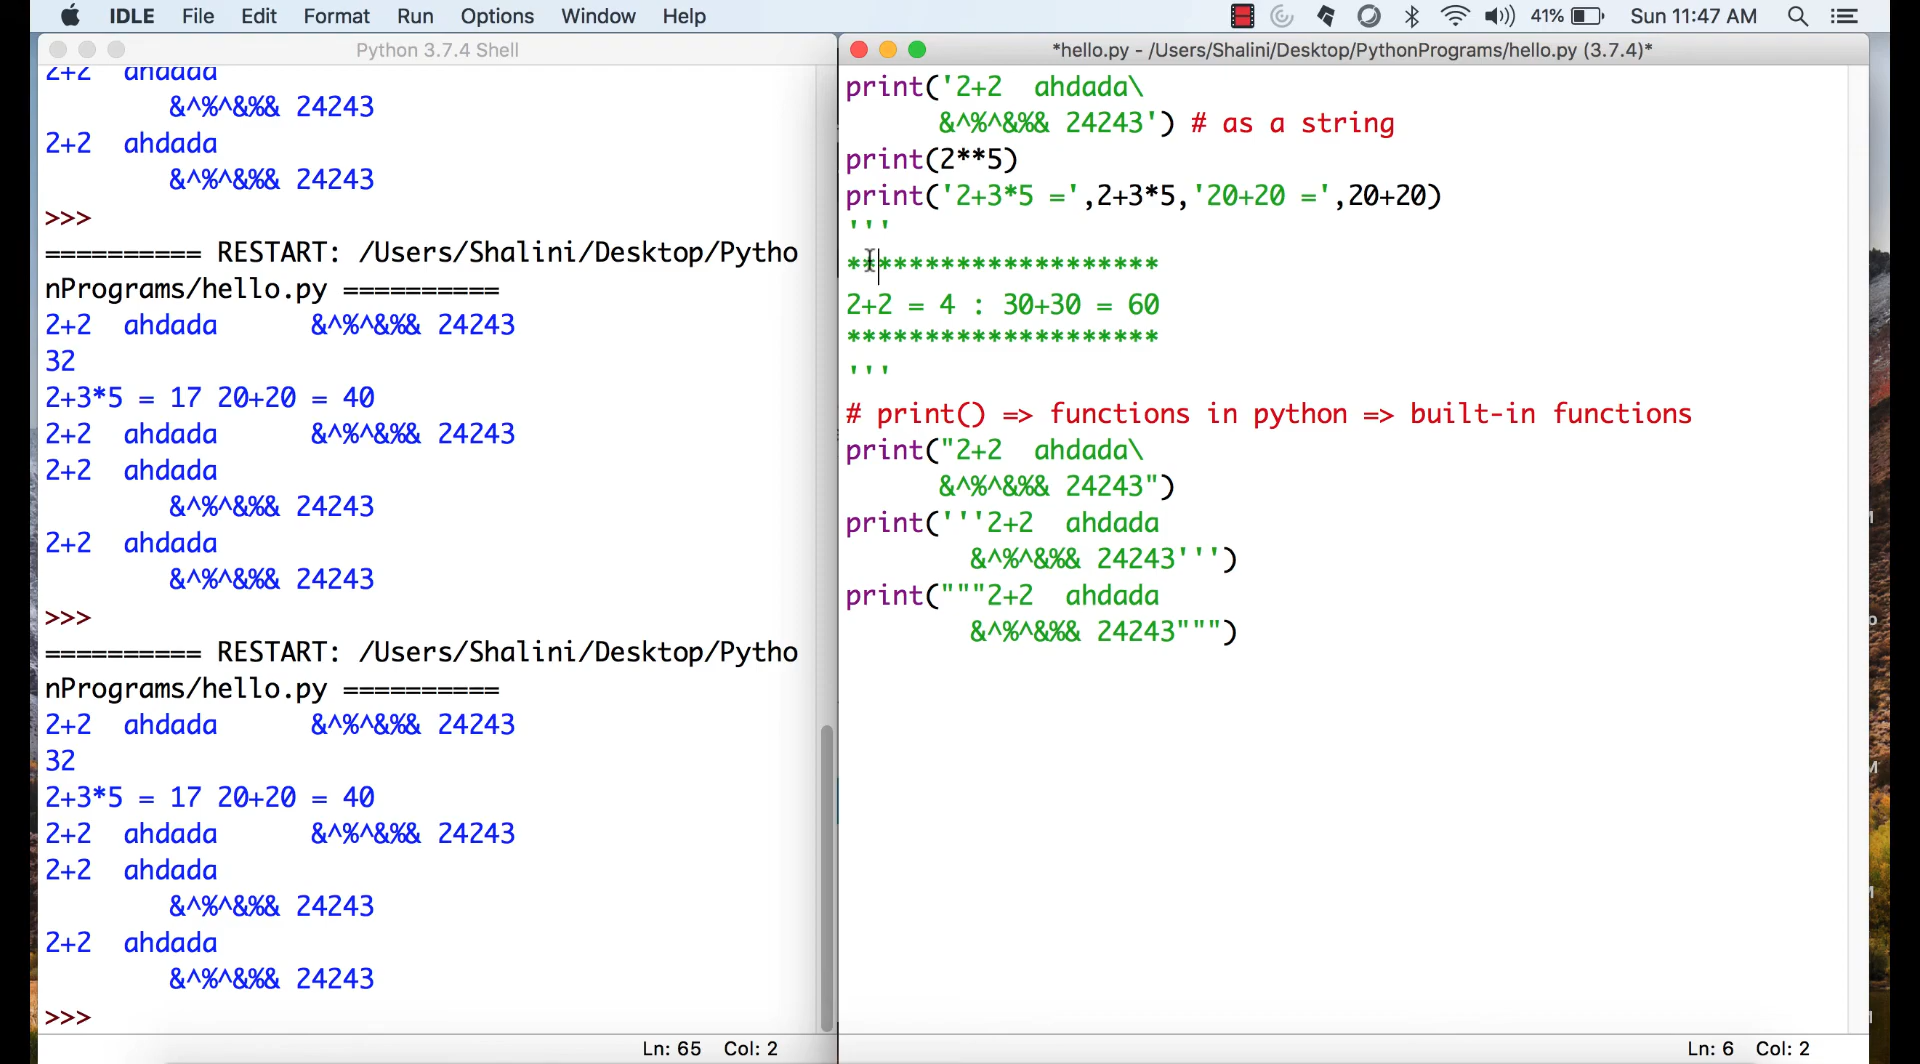 IDLE File Edit Format Run Options Window Help 41% Sun 11:47 AM
Python 3.7.4 Shell
2+2  ahdada
        &^%^&%& 24243
2+2  ahdada
        &^%^&%& 24243
>>>
========== RESTART: /Users/Shalini/Desktop/Pytho
nPrograms/hello.py ==========
2+2  ahdada      &^%^&%& 24243
32
2+3*5 = 17 20+20 = 40
2+2  ahdada      &^%^&%& 24243
2+2  ahdada
        &^%^&%& 24243
2+2  ahdada
        &^%^&%& 24243
>>>
========== RESTART: /Users/Shalini/Desktop/Pytho
nPrograms/hello.py ==========
2+2  ahdada      &^%^&%& 24243
32
2+3*5 = 17 20+20 = 40
2+2  ahdada      &^%^&%& 24243
2+2  ahdada
        &^%^&%& 24243
2+2  ahdada
        &^%^&%& 24243
>>>
Ln: 65 Col: 2
*hello.py - /Users/Shalini/Desktop/PythonPrograms/hello.py (3.7.4)*
print('2+2  ahdada\
      &^%^&%& 24243') # as a string
print(2**5)
print('2+3*5 =',2+3*5,'20+20 =',20+20)
'''
********************
2+2 = 4 : 30+30 = 60
********************
'''
# print() => functions in python => built-in functions
print("2+2  ahdada\
      &^%^&%& 24243")
print('''2+2  ahdada
        &^%^&%& 24243''')
print("""2+2  ahdada
        &^%^&%& 24243""")
Ln: 6 Col: 2